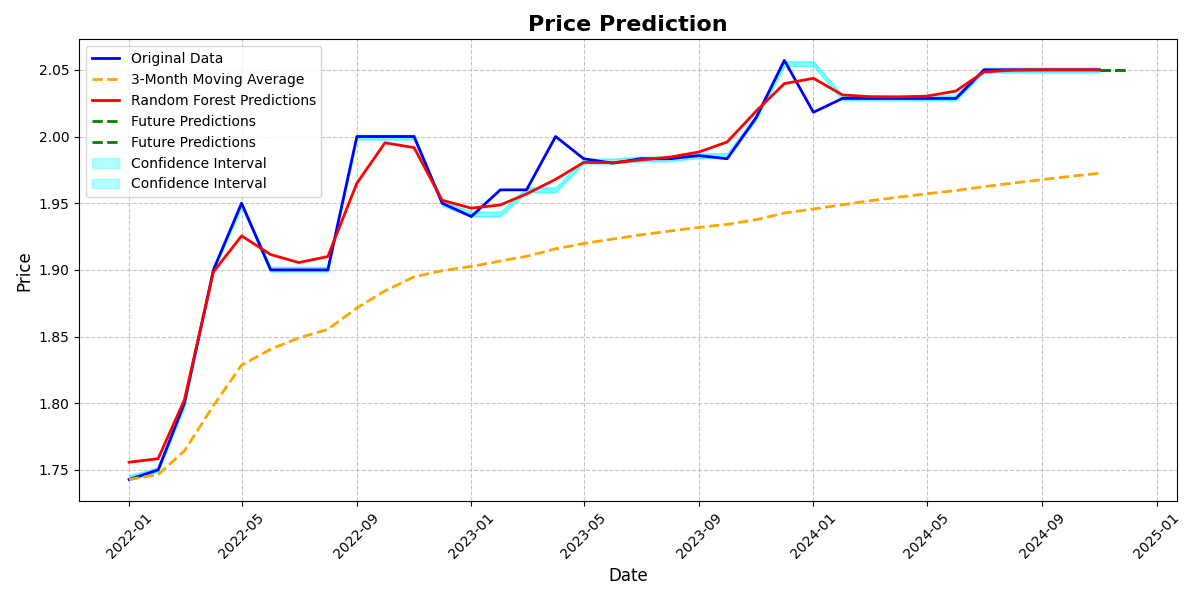 Price Prediction
Original Data
3-Month Moving Average
Random Forest Predictions
Future Predictions
Future Predictions
Confidence Interval
Confidence Interval
Price
2.05
2.00
1.95
1.90
1.85
1.80
1.75
2022-01
2022-05
2022-09
2023-01
2023-05
2023-09
2024-01
2024-05
2024-09
2025-01
Date